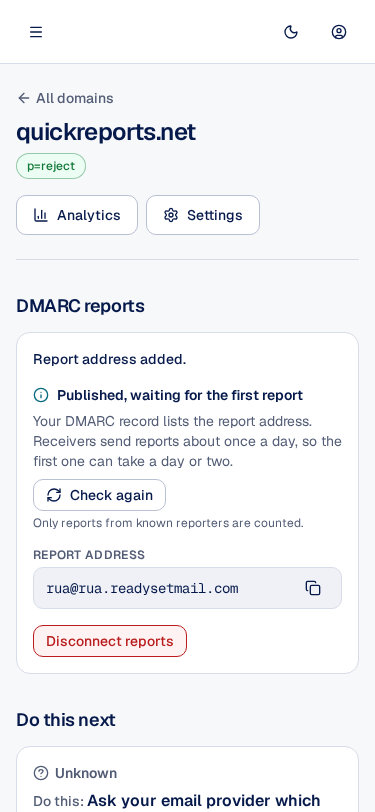 All domains
quickreports.net
p=reject
Analytics
Settings
DMARC reports
Report address added.
Published, waiting for the first report
Your DMARC record lists the report address.
Receivers send reports about once a day, so the
first one can take a day or two.
Check again
Only reports from known reporters are counted.
REPORT ADDRESS
rua@rua.readysetmail.com
Disconnect reports
Do this next
Unknown
Do this: Ask your email provider which